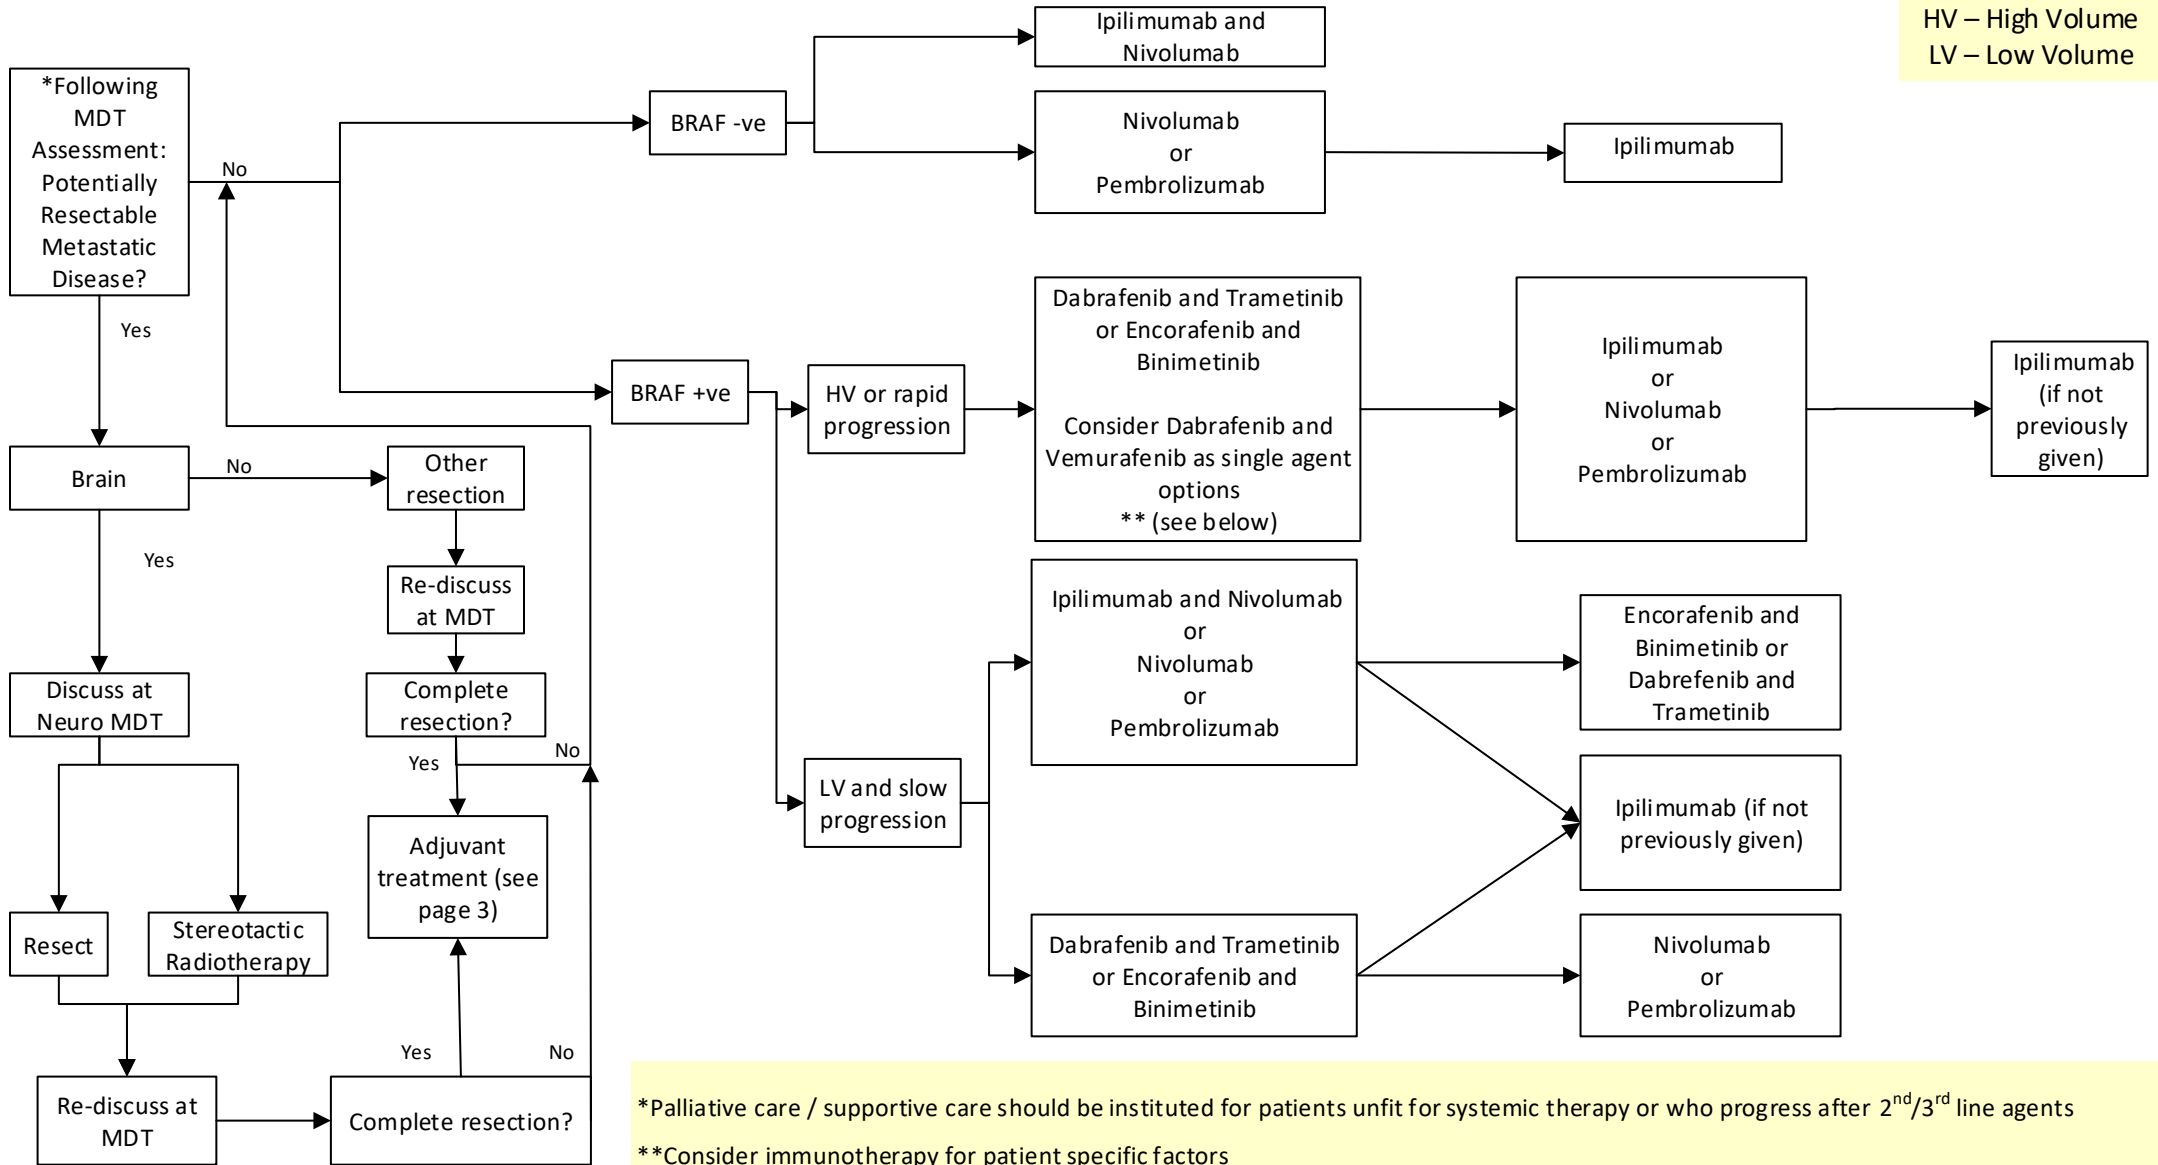 HV – High Volume
LV – Low Volume
*Following
MDT
Assessment:
Potentially
Resectable
Metastatic
Disease?
No
Yes
BRAF -ve
Ipilimumab and
Nivolumab
Nivolumab
or
Pembrolizumab
Ipilimumab
BRAF +ve
HV or rapid
progression
Dabrafenib and Trametinib
or Encorafenib and
Binimetinib
Consider Dabrafenib and
Vemurafenib as single agent
options
** (see below)
Ipilimumab
or
Nivolumab
or
Pembrolizumab
Ipilimumab
(if not
previously
given)
LV and slow
progression
Ipilimumab and Nivolumab
or
Nivolumab
or
Pembrolizumab
Encorafenib and
Binimetinib or
Dabrefenib and
Trametinib
Ipilimumab (if not
previously given)
Dabrafenib and Trametinib
or Encorafenib and
Binimetinib
Nivolumab
or
Pembrolizumab
Brain
No
Other
resection
Re-discuss
at MDT
Complete
resection?
No
Yes
Adjuvant
treatment (see
page 3)
Yes
Discuss at
Neuro MDT
Resect
Stereotactic
Radiotherapy
Re-discuss at
MDT
Complete resection?
Yes
No
*Palliative care / supportive care should be instituted for patients unfit for systemic therapy or who progress after 2nd/3rd line agents
**Consider immunotherapy for patient specific factors